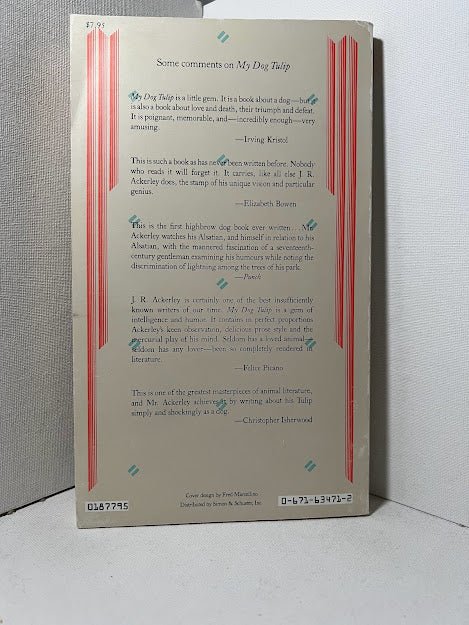 $7.95
Some comments on My Dog Tulip
My Dog Tulip is a little gem. It is a book about a dog—but it
is also a book about love and death, their triumph and defeat.
It is poignant, memorable, and—incredibly enough—very
amusing.
—Irving Kristol
This is such a book as has never been written before. Nobody
who reads it will forget it. It carries, like all else J. R.
Ackerley does, the stamp of his unique vision and particular
genius.
—Elizabeth Bowen
This is the first highbrow dog book ever written. . . Mr.
Ackerley watches his Alsatian, and himself in relation to his
Alsatian, with the mannered fascination of a seventeenth-
century gentleman examining his humours while noting the
discrimination of lightning among the trees of his park.
—Punch
J. R. Ackerley is certainly one of the best insufficiently
known writers of our time. My Dog Tulip is a gem of
intelligence and humor. It contains in perfect proportions
Ackerley's keen observation, delicious prose style and the
mercurial play of his mind. Seldom has a loved animal—
seldom has any lover—been so completely rendered in
literature.
—Felice Picano
This is one of the greatest masterpieces of animal literature,
and Mr. Ackerley achieves it by writing about his Tulip
simply and shockingly as a dog.
—Christopher Isherwood
Cover design by Fred Marcellino
Distributed by Simon & Schuster, Inc.
0187795
0-671-63471-2